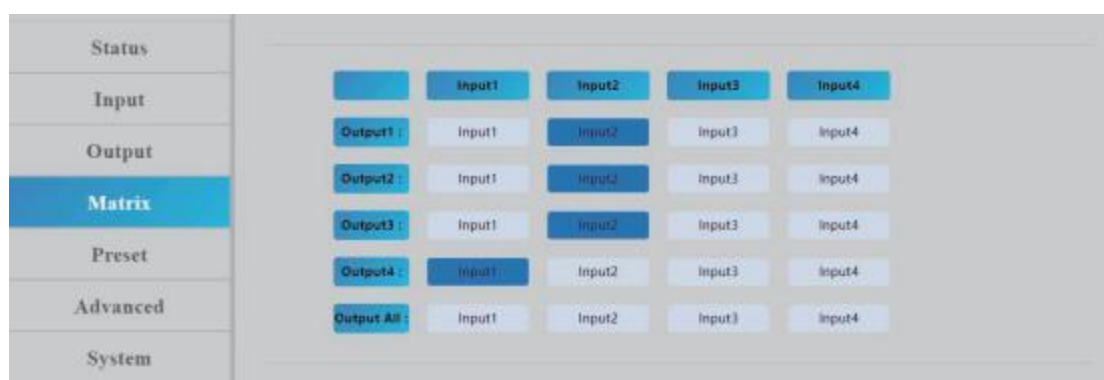 Status
Input
Output
Matrix
Preset
Advanced
System
Input1 Input2 Input3 Input4
Output1 : Input1 Input2 Input3 Input4
Output2 : Input1 Input2 Input3 Input4
Output3 : Input1 Input2 Input3 Input4
Output4 : Input1 Input2 Input3 Input4
Output All : Input1 Input2 Input3 Input4